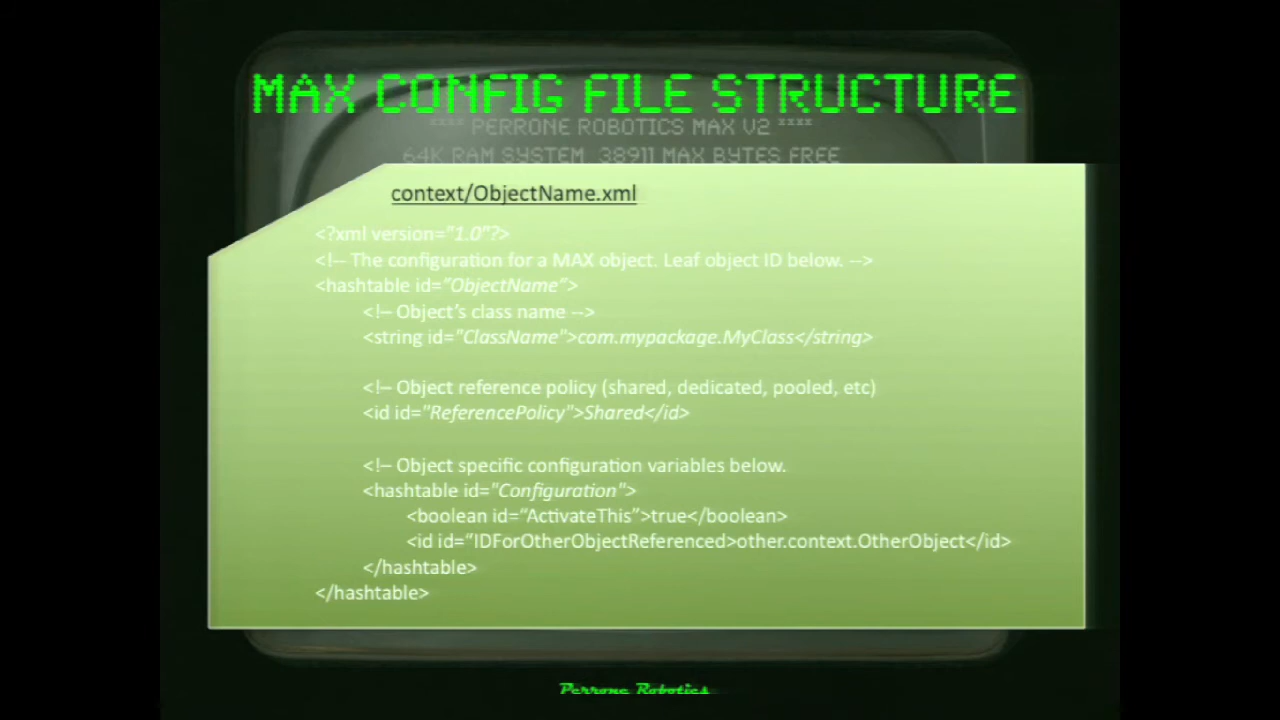 MAX CONFIG FILE STRUCTURE
**** PERRONE ROBOTICS MAX V2 ****
64K RAM SYSTEM 38911 MAX BYTES FREE
context/ObjectName.xml
<?xml version="1.0"?>
<!-- The configuration for a MAX object. Leaf object ID below. -->
<hashtable id="ObjectName">
<!-- Object's class name -->
<string id="ClassName">com.mypackage.MyClass</string>
<!-- Object reference policy (shared, dedicated, pooled, etc)
<id id="ReferencePolicy">Shared</id>
<!-- Object specific configuration variables below.
<hashtable id="Configuration">
<boolean id="ActivateThis">true</boolean>
<id id="IDForOtherObjectReferenced>other.context.OtherObject</id>
</hashtable>
</hashtable>
Perrone Robotics